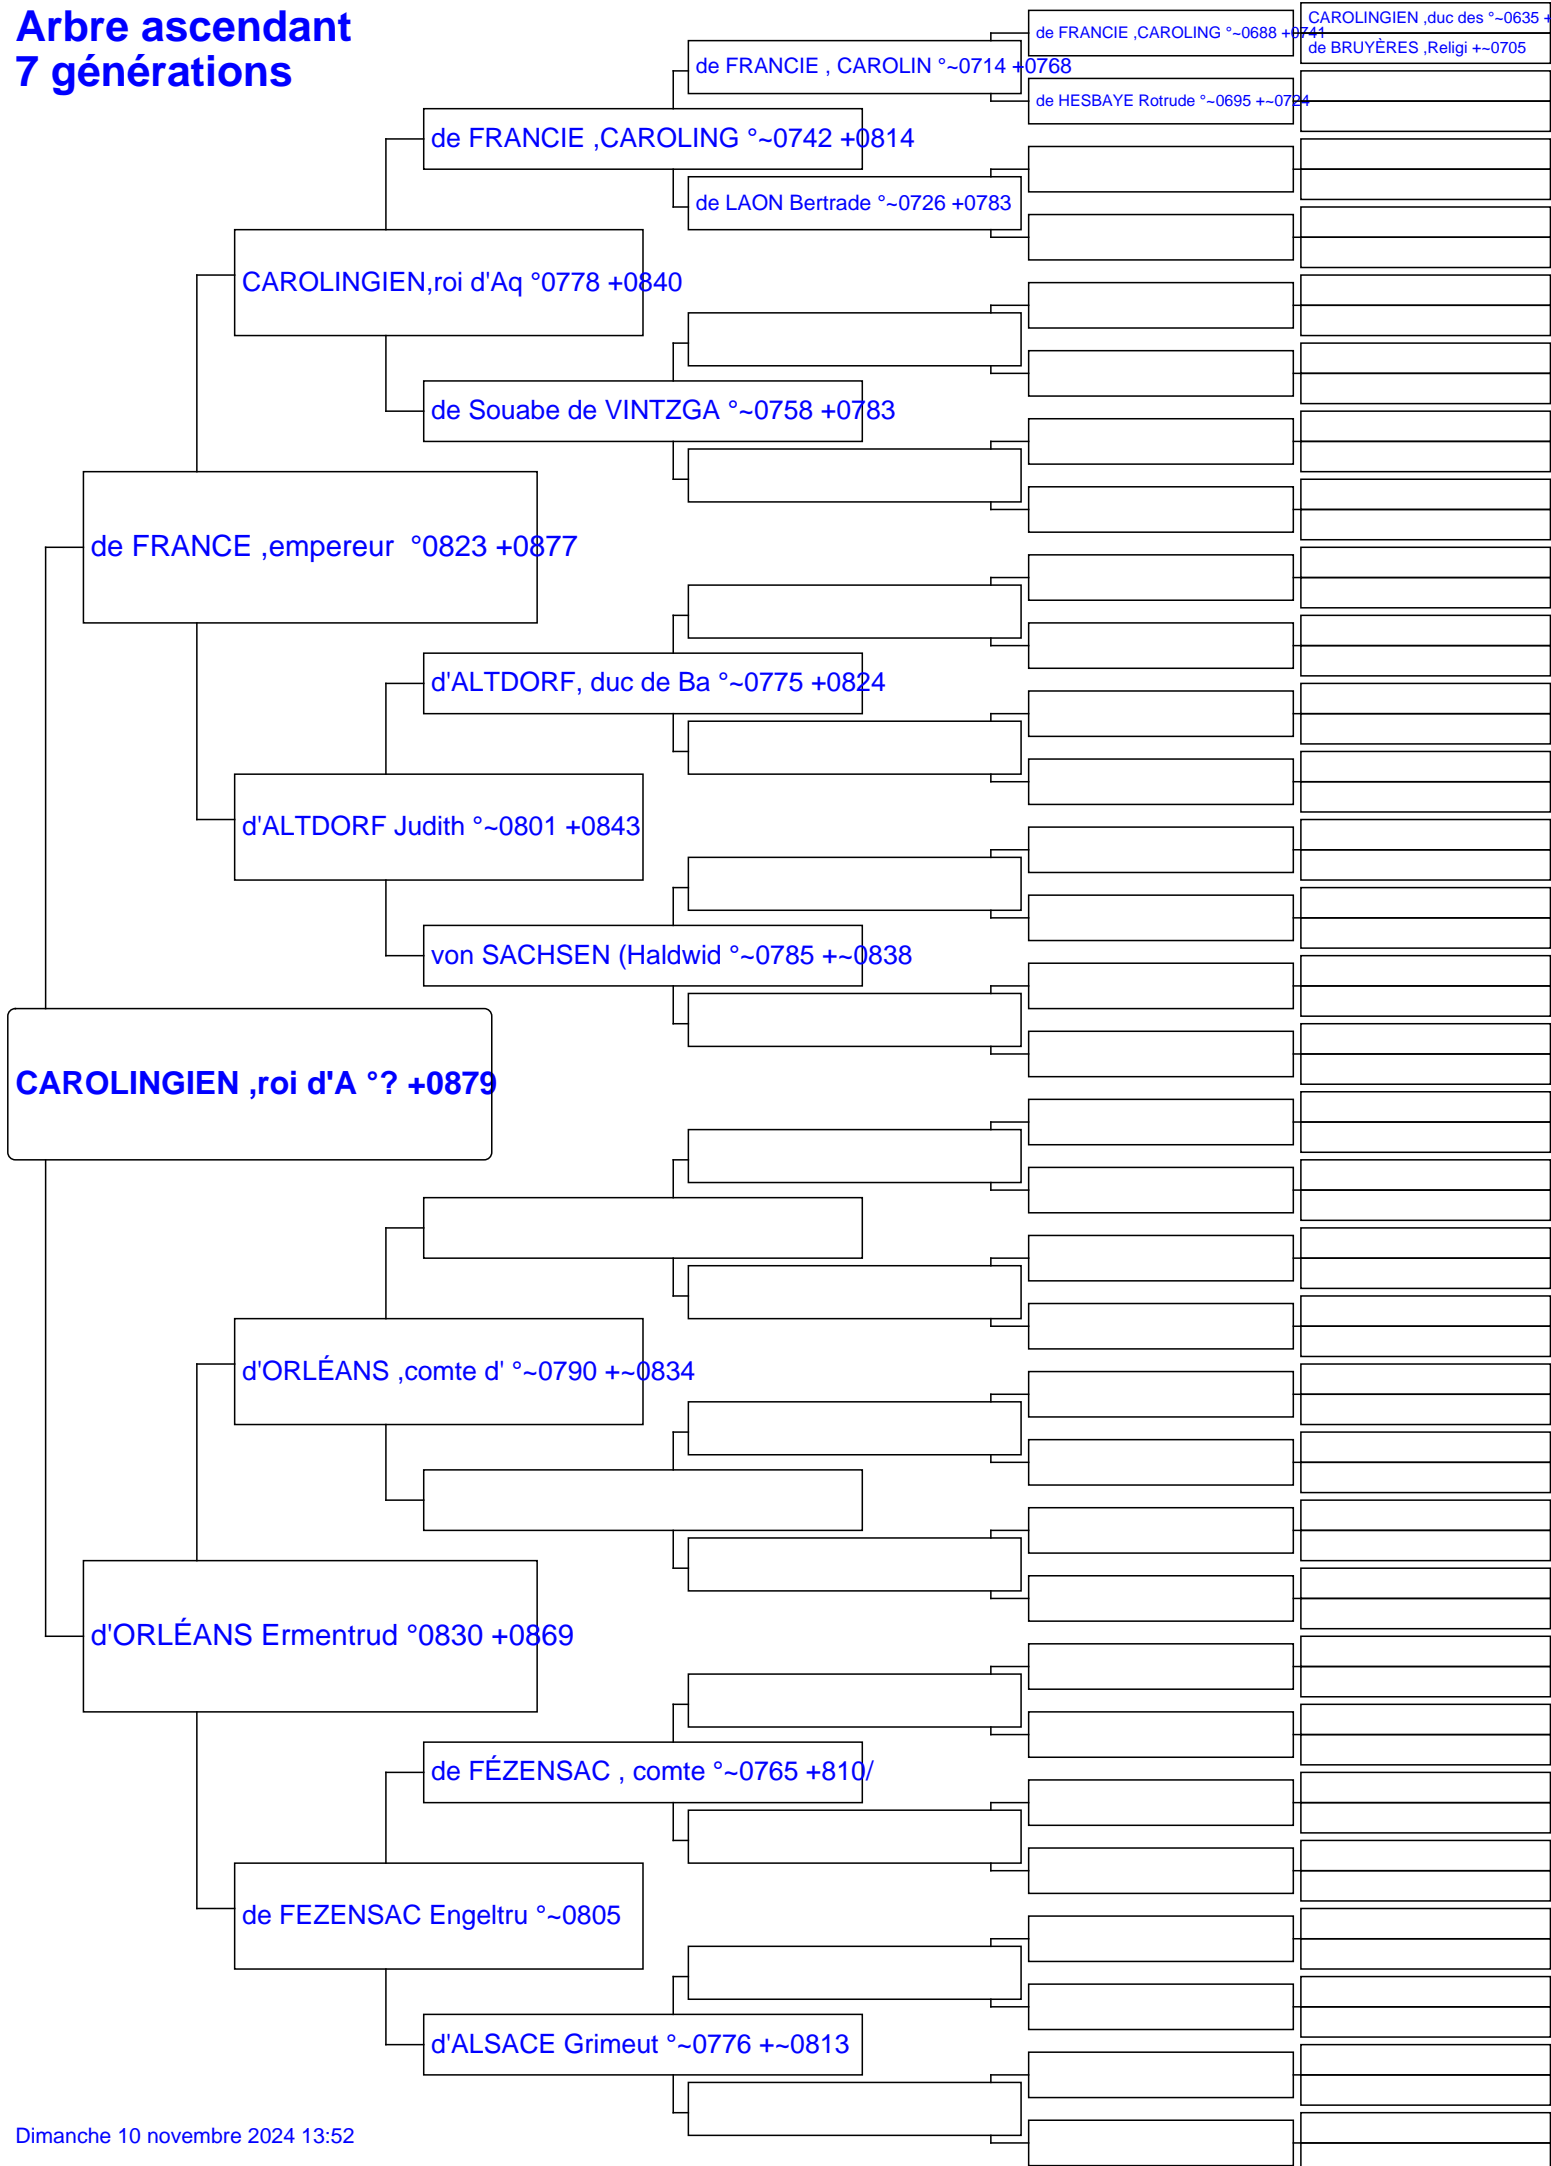 Arbre ascendant
7 générations
CAROLINGIEN ,duc des °~0635 +
de FRANCIE ,CAROLING °~0688 +0741
de BRUYÈRES ,Religi +~0705
de FRANCIE , CAROLIN °~0714 +0768
de HESBAYE Rotrude °~0695 +~0724
de FRANCIE ,CAROLING °~0742 +0814
de LAON Bertrade °~0726 +0783
CAROLINGIEN,roi d'Aq °0778 +0840
de Souabe de VINTZGA °~0758 +0783
de FRANCE ,empereur  °0823 +0877
d'ALTDORF, duc de Ba °~0775 +0824
d'ALTDORF Judith °~0801 +0843
von SACHSEN (Haldwid °~0785 +~0838
CAROLINGIEN ,roi d'A °? +0879
d'ORLÉANS ,comte d' °~0790 +~0834
d'ORLÉANS Ermentrud °0830 +0869
de FÉZENSAC , comte °~0765 +810/
de FEZENSAC Engeltru °~0805
d'ALSACE Grimeut °~0776 +~0813
Dimanche 10 novembre 2024 13:52